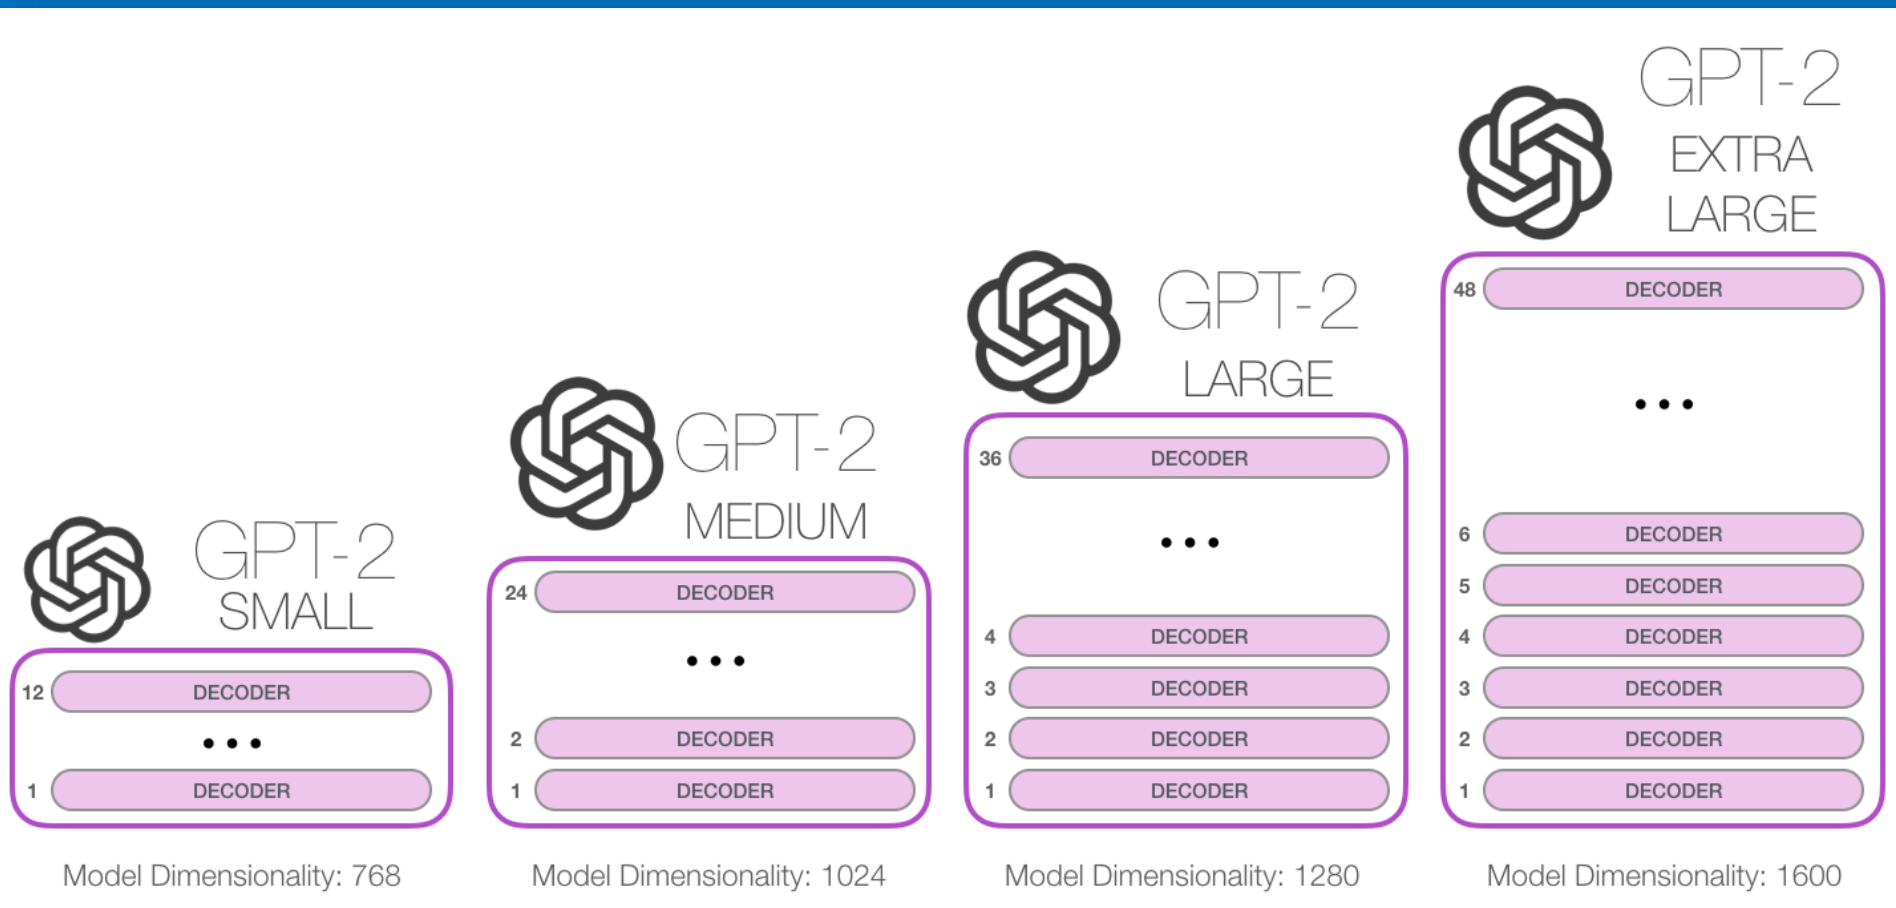 GPT-2
SMALL
12 DECODER
...
1 DECODER
Model Dimensionality: 768
GPT-2
MEDIUM
24 DECODER
...
2 DECODER
1 DECODER
Model Dimensionality: 1024
GPT-2
LARGE
36 DECODER
...
4 DECODER
3 DECODER
2 DECODER
1 DECODER
Model Dimensionality: 1280
GPT-2
EXTRA
LARGE
48 DECODER
...
6 DECODER
5 DECODER
4 DECODER
3 DECODER
2 DECODER
1 DECODER
Model Dimensionality: 1600